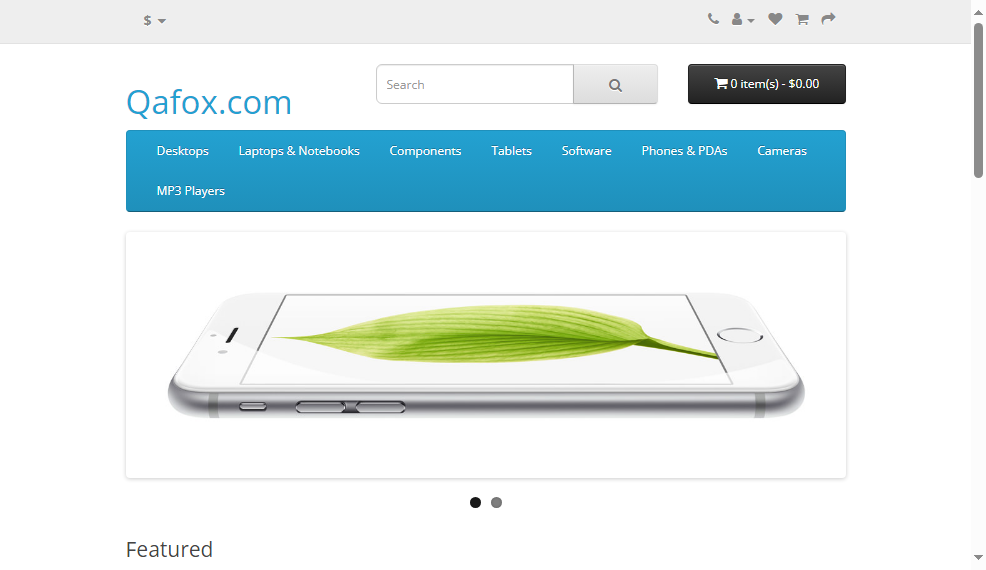 $
Search
0 item(s) - $0.00
Qafox.com
Desktops
Laptops & Notebooks
Components
Tablets
Software
Phones & PDAs
Cameras
MP3 Players
Featured